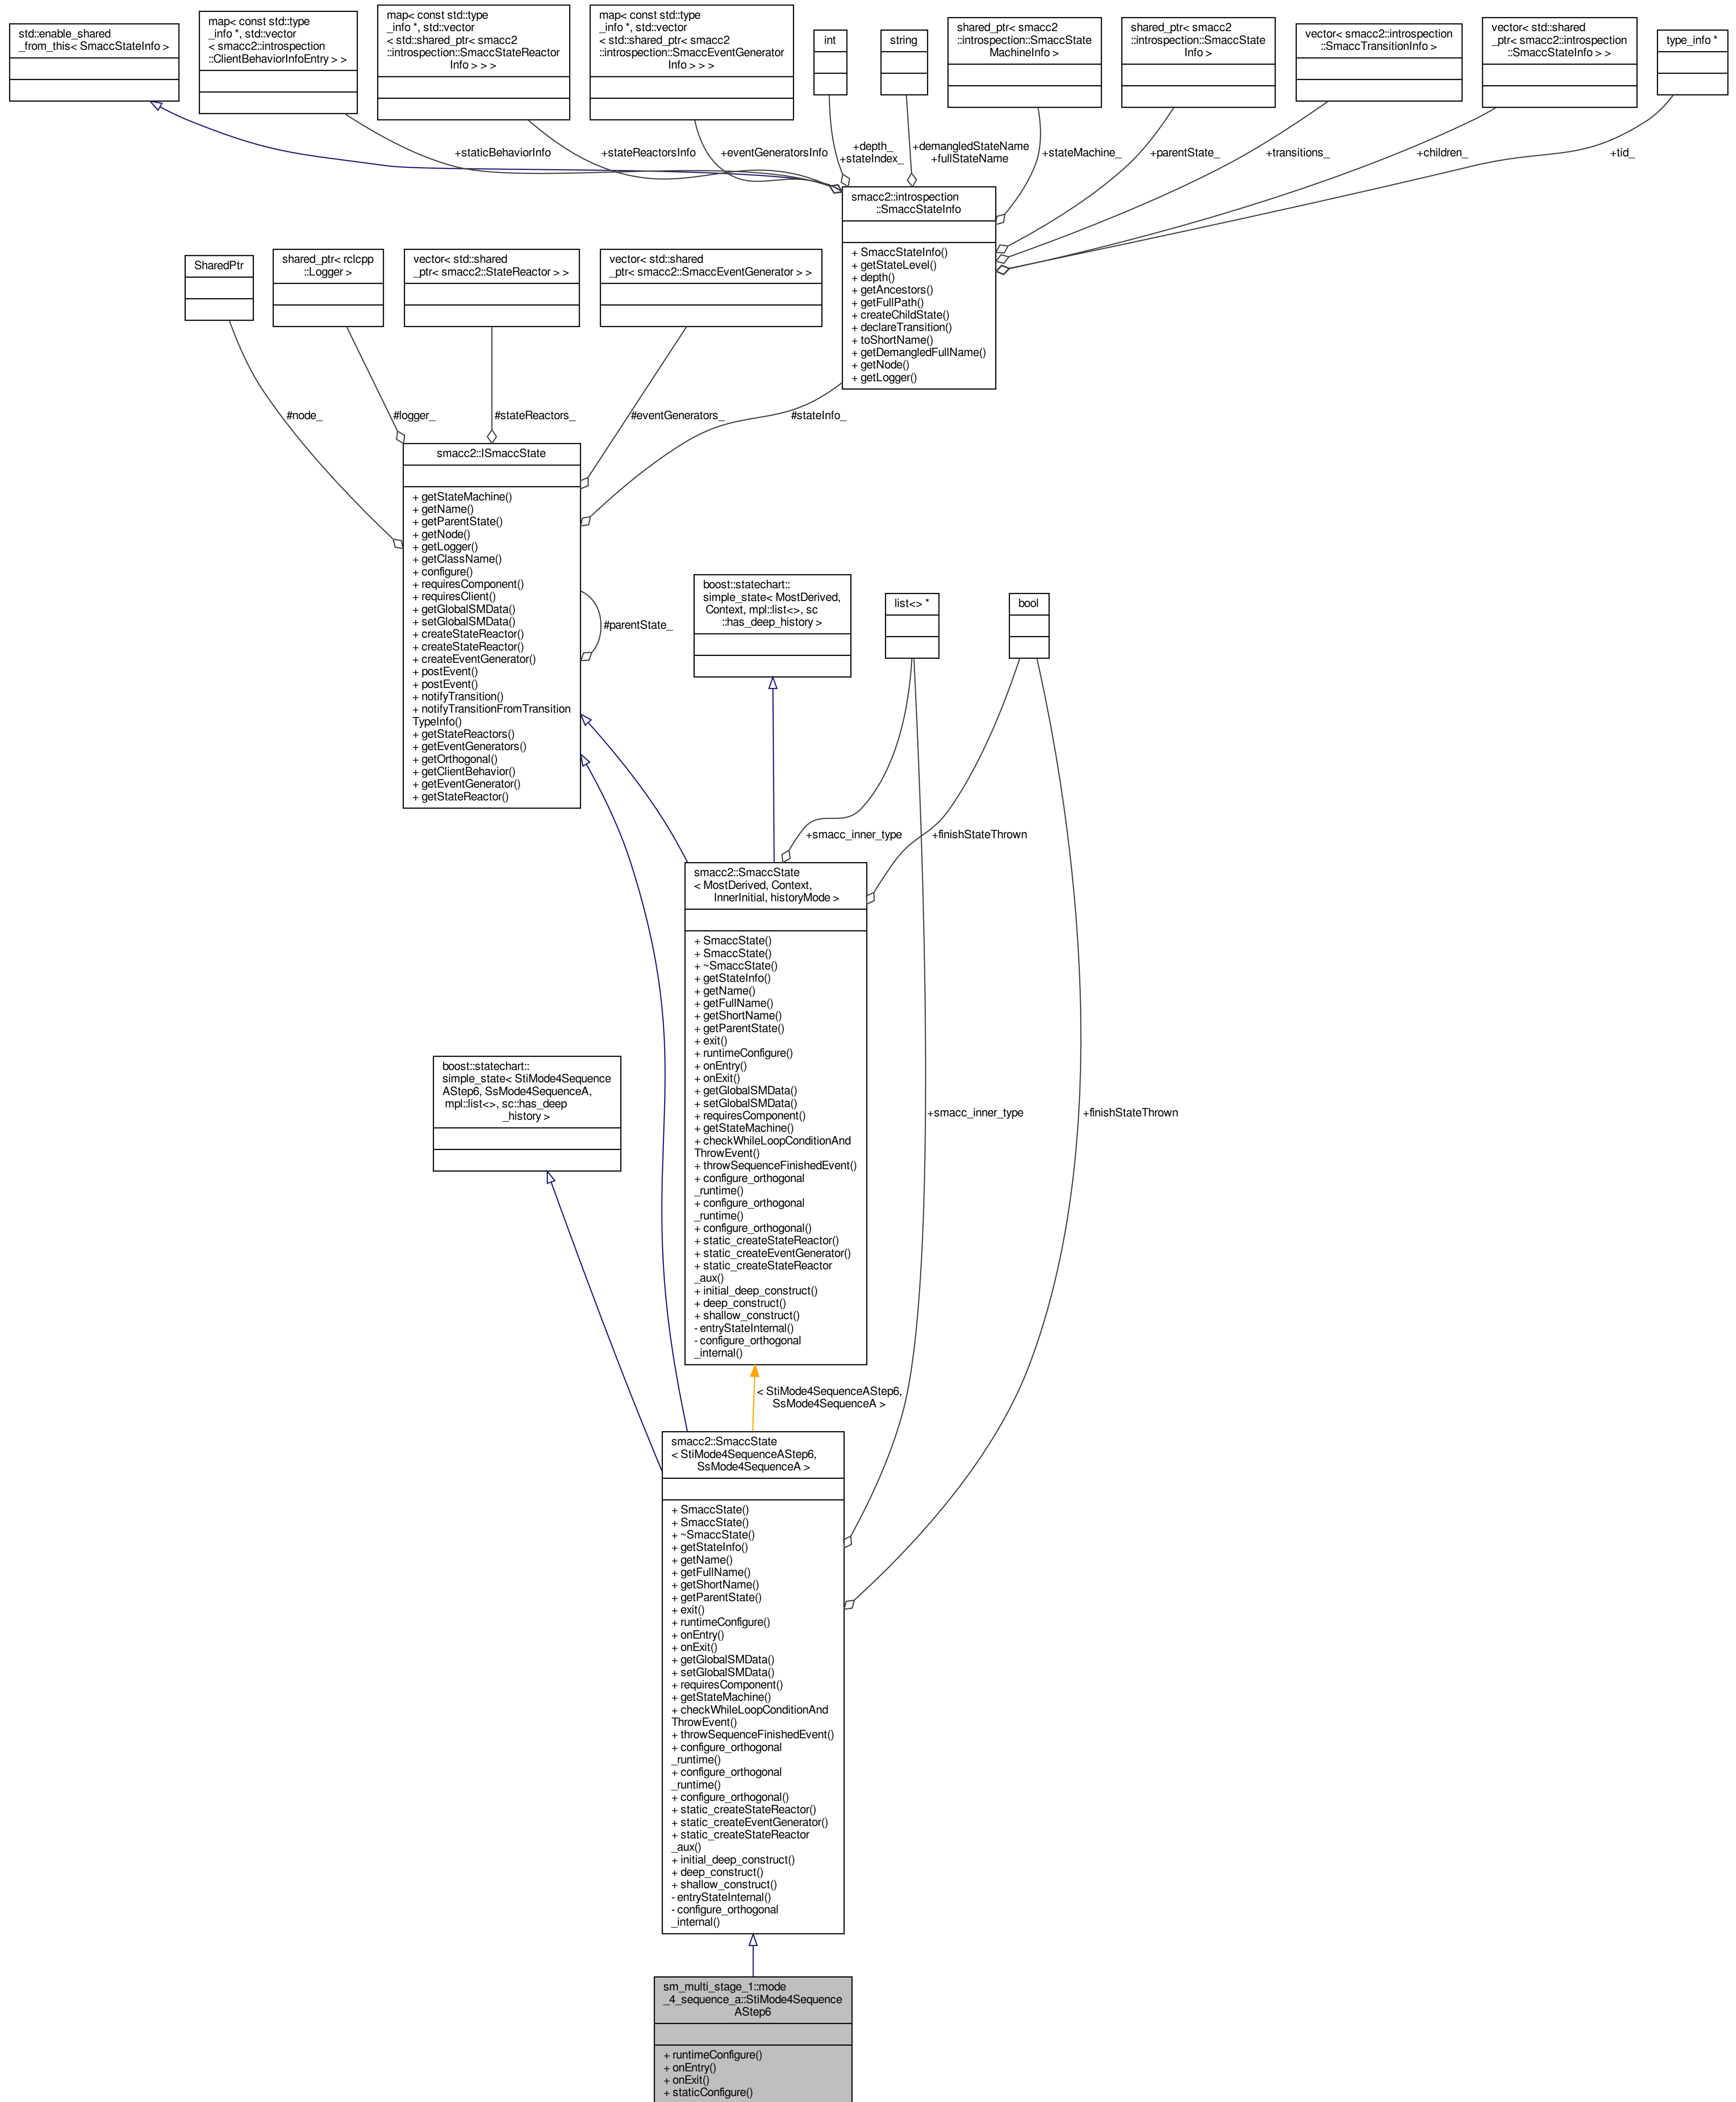 std::enable_shared
_from_this< SmaccStateInfo >
map< const std::type
_info *, std::vector
< smacc2::introspection
::ClientBehaviorInfoEntry > >
map< const std::type
_info *, std::vector
< std::shared_ptr< smacc2
::introspection::SmaccStateReactor
Info > > >
map< const std::type
_info *, std::vector
< std::shared_ptr< smacc2
::introspection::SmaccEventGenerator
Info > > >
int
string
shared_ptr< smacc2
::introspection::SmaccState
MachineInfo >
shared_ptr< smacc2
::introspection::SmaccState
Info >
vector< smacc2::introspection
::SmaccTransitionInfo >
vector< std::shared
_ptr< smacc2::introspection
::SmaccStateInfo > >
type_info *
+staticBehaviorInfo
+stateReactorsInfo
+eventGeneratorsInfo
+depth_
+stateIndex_
+demangledStateName
+fullStateName
+stateMachine_
+parentState_
+transitions_
+children_
+tid_
smacc2::introspection
::SmaccStateInfo
+ SmaccStateInfo()
+ getStateLevel()
+ depth()
+ getAncestors()
+ getFullPath()
+ createChildState()
+ declareTransition()
+ toShortName()
+ getDemangledFullName()
+ getNode()
+ getLogger()
SharedPtr
shared_ptr< rclcpp
::Logger >
vector< std::shared
_ptr< smacc2::StateReactor > >
vector< std::shared
_ptr< smacc2::SmaccEventGenerator > >
#node_
#logger_
#stateReactors_
#eventGenerators_
#stateInfo_
smacc2::ISmaccState
+ getStateMachine()
+ getName()
+ getParentState()
+ getNode()
+ getLogger()
+ getClassName()
+ configure()
+ requiresComponent()
+ requiresClient()
+ getGlobalSMData()
+ setGlobalSMData()
+ createStateReactor()
+ createStateReactor()
+ createEventGenerator()
+ postEvent()
+ postEvent()
+ notifyTransition()
+ notifyTransitionFromTransition
TypeInfo()
+ getStateReactors()
+ getEventGenerators()
+ getOrthogonal()
+ getClientBehavior()
+ getEventGenerator()
+ getStateReactor()
#parentState_
boost::statechart::
simple_state< MostDerived,
Context, mpl::list<>, sc
::has_deep_history >
list<> *
bool
+smacc_inner_type
+finishStateThrown
smacc2::SmaccState
< MostDerived, Context,
InnerInitial, historyMode >
+ SmaccState()
+ SmaccState()
+ ~SmaccState()
+ getStateInfo()
+ getName()
+ getFullName()
+ getShortName()
+ getParentState()
+ exit()
+ runtimeConfigure()
+ onEntry()
+ onExit()
+ getGlobalSMData()
+ setGlobalSMData()
+ requiresComponent()
+ getStateMachine()
+ checkWhileLoopConditionAnd
ThrowEvent()
+ throwSequenceFinishedEvent()
+ configure_orthogonal
_runtime()
+ configure_orthogonal
_runtime()
+ configure_orthogonal()
+ static_createStateReactor()
+ static_createEventGenerator()
+ static_createStateReactor
_aux()
+ initial_deep_construct()
+ deep_construct()
+ shallow_construct()
- entryStateInternal()
- configure_orthogonal
_internal()
boost::statechart::
simple_state< StiMode4Sequence
AStep6, SsMode4SequenceA,
mpl::list<>, sc::has_deep
_history >
+smacc_inner_type
+finishStateThrown
< StiMode4SequenceAStep6,
SsMode4SequenceA >
smacc2::SmaccState
< StiMode4SequenceAStep6,
SsMode4SequenceA >
+ SmaccState()
+ SmaccState()
+ ~SmaccState()
+ getStateInfo()
+ getName()
+ getFullName()
+ getShortName()
+ getParentState()
+ exit()
+ runtimeConfigure()
+ onEntry()
+ onExit()
+ getGlobalSMData()
+ setGlobalSMData()
+ requiresComponent()
+ getStateMachine()
+ checkWhileLoopConditionAnd
ThrowEvent()
+ throwSequenceFinishedEvent()
+ configure_orthogonal
_runtime()
+ configure_orthogonal
_runtime()
+ configure_orthogonal()
+ static_createStateReactor()
+ static_createEventGenerator()
+ static_createStateReactor
_aux()
+ initial_deep_construct()
+ deep_construct()
+ shallow_construct()
- entryStateInternal()
- configure_orthogonal
_internal()
sm_multi_stage_1::mode
_4_sequence_a::StiMode4Sequence
AStep6
+ runtimeConfigure()
+ onEntry()
+ onExit()
+ staticConfigure()